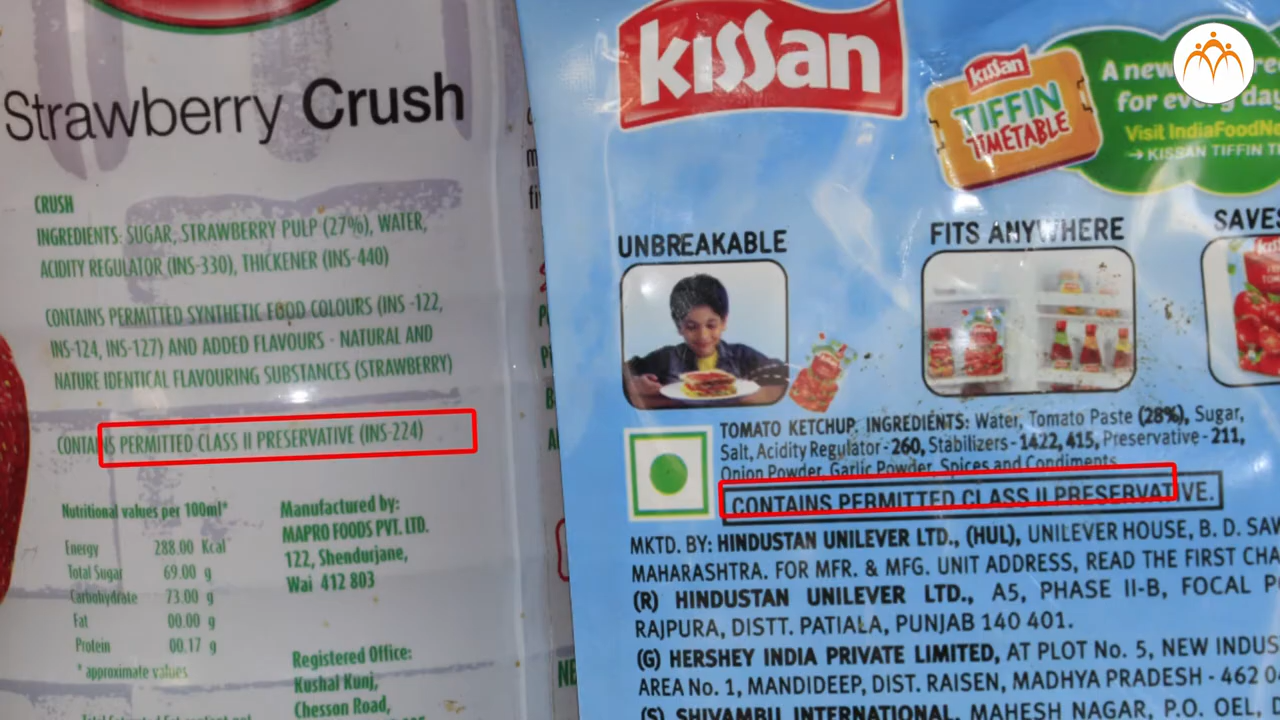 Strawberry Crush
CRUSH
INGREDIENTS: SUGAR, STRAWBERRY PULP (27%), WATER,
ACIDITY REGULATOR (INS-330), THICKENER (INS-440)
CONTAINS PERMITTED SYNTHETIC FOOD COLOURS (INS -122,
INS-124, INS-127) AND ADDED FLAVOURS - NATURAL AND
NATURE IDENTICAL FLAVOURING SUBSTANCES (STRAWBERRY)
CONTAINS PERMITTED CLASS II PRESERVATIVE (INS-224)
Nutritional values per 100ml*
Energy 288.00 Kcal
Total Sugar 69.00 g
Carbohydrate 73.00 g
Fat 00.00 g
Protein 00.17 g
* approximate values
Manufactured by:
MAPRO FOODS PVT. LTD.
122, Shendurjane,
Wai 412 803
Registered Office:
Kushal Kunj,
Chesson Road,
Kissan
Kissan
TIFFIN
TIMETABLE
A new
for every day
Visit IndiaFoodNe
→ KISSAN TIFFIN TI
UNBREAKABLE
FITS ANYWHERE
SAVES
TOMATO KETCHUP. INGREDIENTS: Water, Tomato Paste (28%), Sugar,
Salt, Acidity Regulator - 260, Stabilizers - 1422, 415, Preservative - 211,
Onion Powder, Garlic Powder, Spices and Condiments.
CONTAINS PERMITTED CLASS II PRESERVATIVE.
MKTD. BY: HINDUSTAN UNILEVER LTD., (HUL), UNILEVER HOUSE, B. D. SAW
MAHARASHTRA. FOR MFR. & MFG. UNIT ADDRESS, READ THE FIRST CHA
(R) HINDUSTAN UNILEVER LTD., A5, PHASE II-B, FOCAL P
RAJPURA, DISTT. PATIALA, PUNJAB 140 401.
(G) HERSHEY INDIA PRIVATE LIMITED, AT PLOT No. 5, NEW INDUS
AREA No. 1, MANDIDEEP, DIST. RAISEN, MADHYA PRADESH - 462 04
(S) SHIVAMBU INTERNATIONAL, MAHESH NAGAR, P.O. OEL, D